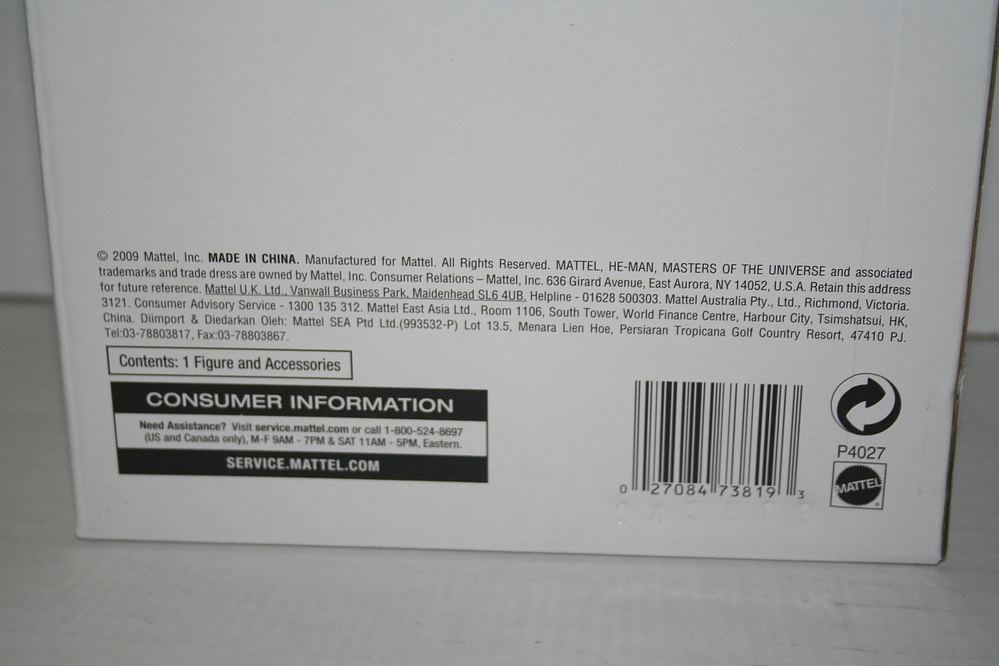 © 2009 Mattel, Inc. MADE IN CHINA. Manufactured for Mattel. All Rights Reserved. MATTEL, HE-MAN, MASTERS OF THE UNIVERSE and associated
trademarks and trade dress are owned by Mattel, Inc. Consumer Relations – Mattel, Inc. 636 Girard Avenue, East Aurora, NY 14052, U.S.A. Retain this address
for future reference. Mattel U.K. Ltd., Vanwall Business Park, Maidenhead SL6 4UB. Helpline - 01628 500303. Mattel Australia Pty., Ltd., Richmond, Victoria.
3121. Consumer Advisory Service - 1300 135 312. Mattel East Asia Ltd., Room 1106, South Tower, World Finance Centre, Harbour City, Tsimshatsui, HK,
China. Diimport & Diedarkan Oleh: Mattel SEA Ptd Ltd.(993532-P) Lot 13.5, Menara Lien Hoe, Persiaran Tropicana Golf Country Resort, 47410 PJ.
Tel:03-78803817, Fax:03-78803867.
Contents: 1 Figure and Accessories
CONSUMER INFORMATION
Need Assistance? Visit service.mattel.com or call 1-800-524-8697
(US and Canada only), M-F 9AM - 7PM & SAT 11AM - 5PM, Eastern.
SERVICE.MATTEL.COM
0 27084 73819 3
P4027
MATTEL